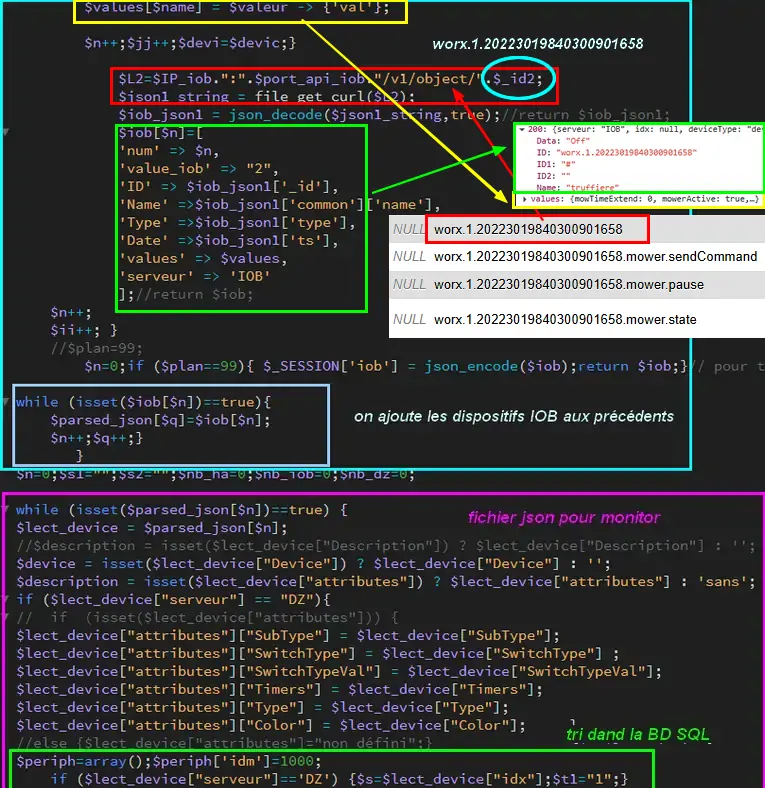 $values[$name] = $valeur -> {'val'};
$n++;$jj++;$devi=$devic;}
worx.1.20223019840300901658
$L2=$IP_iob.":".$port_api_iob."/v1/object/".$_id2;
$json1_string = file_get_curl($L2);
$iob_json1 = json_decode($json1_string,true);//return $iob_json1;
$iob[$n]=[
'num' => $n,
'value_iob' => "2",
'ID' => $iob_json1['_id'],
'Name' =>$iob_json1['common']['name'],
'Type' =>$iob_json1['type'],
'Date' =>$iob_json1['ts'],
'values' => $values,
'serveur' => 'IOB'
];//return $iob;
200: {serveur: "IOB", idx: null, deviceType: "de
Data: "Off"
ID: "worx.1.20223019840300901658"
ID1: "#"
ID2: ""
Name: "truffiere"
values: {mowTimeExtend: 0, mowerActive: true,…}
NULL worx.1.20223019840300901658
NULL worx.1.20223019840300901658.mower.sendCommand
NULL worx.1.20223019840300901658.mower.pause
NULL worx.1.20223019840300901658.mower.state
$n++;
$ii++; }
//$plan=99;
$n=0;if ($plan==99){ $_SESSION['iob'] = json_encode($iob);return $iob;}// pour t
while (isset($iob[$n])==true){
$parsed_json[$q]=$iob[$n];
$n++;$q++;}
}
on ajoute les dispositifs IOB aux précédents
$n=0;$s1="";$s2="";$nb_ha=0;$nb_iob=0;$nb_dz=0;
while (isset($parsed_json[$n])==true) {
fichier json pour monitor
$lect_device = $parsed_json[$n];
//$description = isset($lect_device["Description"]) ? $lect_device["Description"] : '';
$device = isset($lect_device["Device"]) ? $lect_device["Device"] : '';
$description = isset($lect_device["attributes"]) ? $lect_device["attributes"] : 'sans';
if ($lect_device["serveur"] == "DZ"){
// if (isset($lect_device["attributes"])) {
$lect_device["attributes"]["SubType"] = $lect_device["SubType"];
$lect_device["attributes"]["SwitchType"] = $lect_device["SwitchType"] ;
$lect_device["attributes"]["SwitchTypeVal"] = $lect_device["SwitchTypeVal"];
$lect_device["attributes"]["Timers"] = $lect_device["Timers"];
$lect_device["attributes"]["Type"] = $lect_device["Type"];
$lect_device["attributes"]["Color"] = $lect_device["Color"]; }
//else {$lect_device["attributes"]="non défini";}
tri dand la BD SQL
$periph=array();$periph['idm']=1000;
if ($lect_device["serveur"]=='DZ') {$s=$lect_device["idx"];$t1="1";}